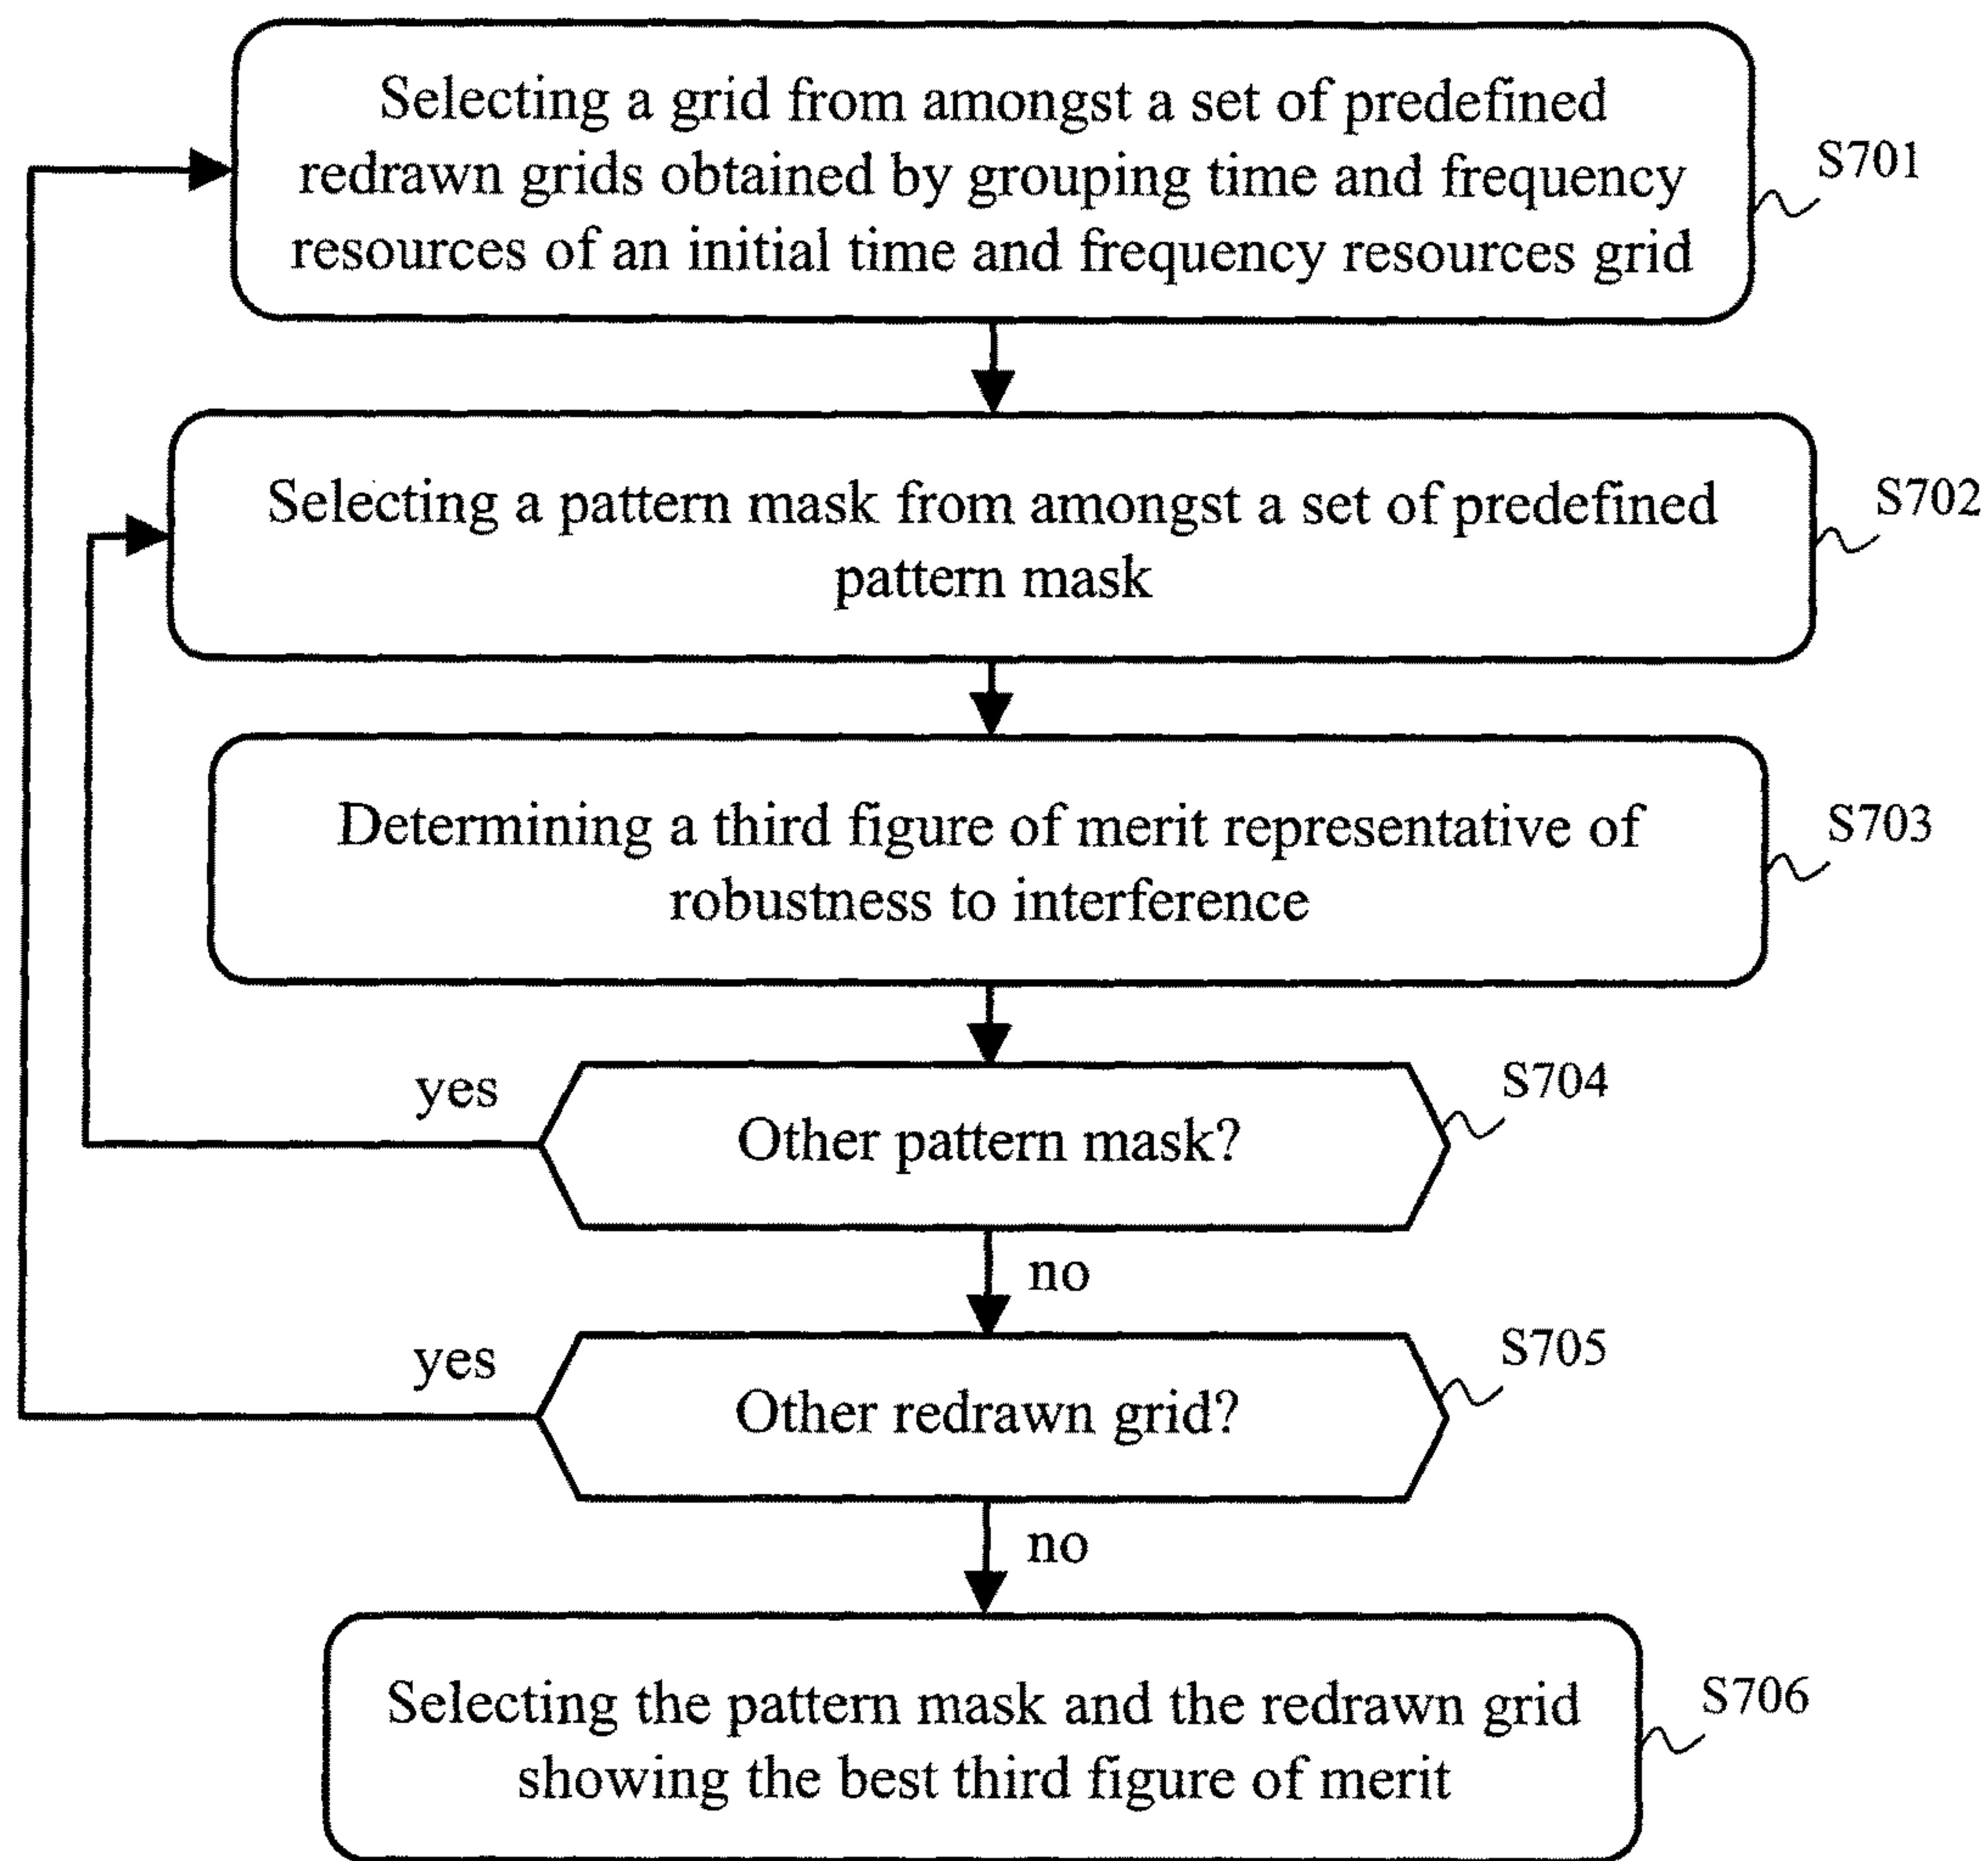 Selecting a grid from amongst a set of predefined
redrawn grids obtained by grouping time and frequency
resources of an initial time and frequency resources grid
S701
Selecting a pattern mask from amongst a set of predefined
pattern mask
S702
Determining a third figure of merit representative of
robustness to interference
S703
yes
Other pattern mask?
S704
no
yes
Other redrawn grid?
S705
no
Selecting the pattern mask and the redrawn grid
showing the best third figure of merit
S706